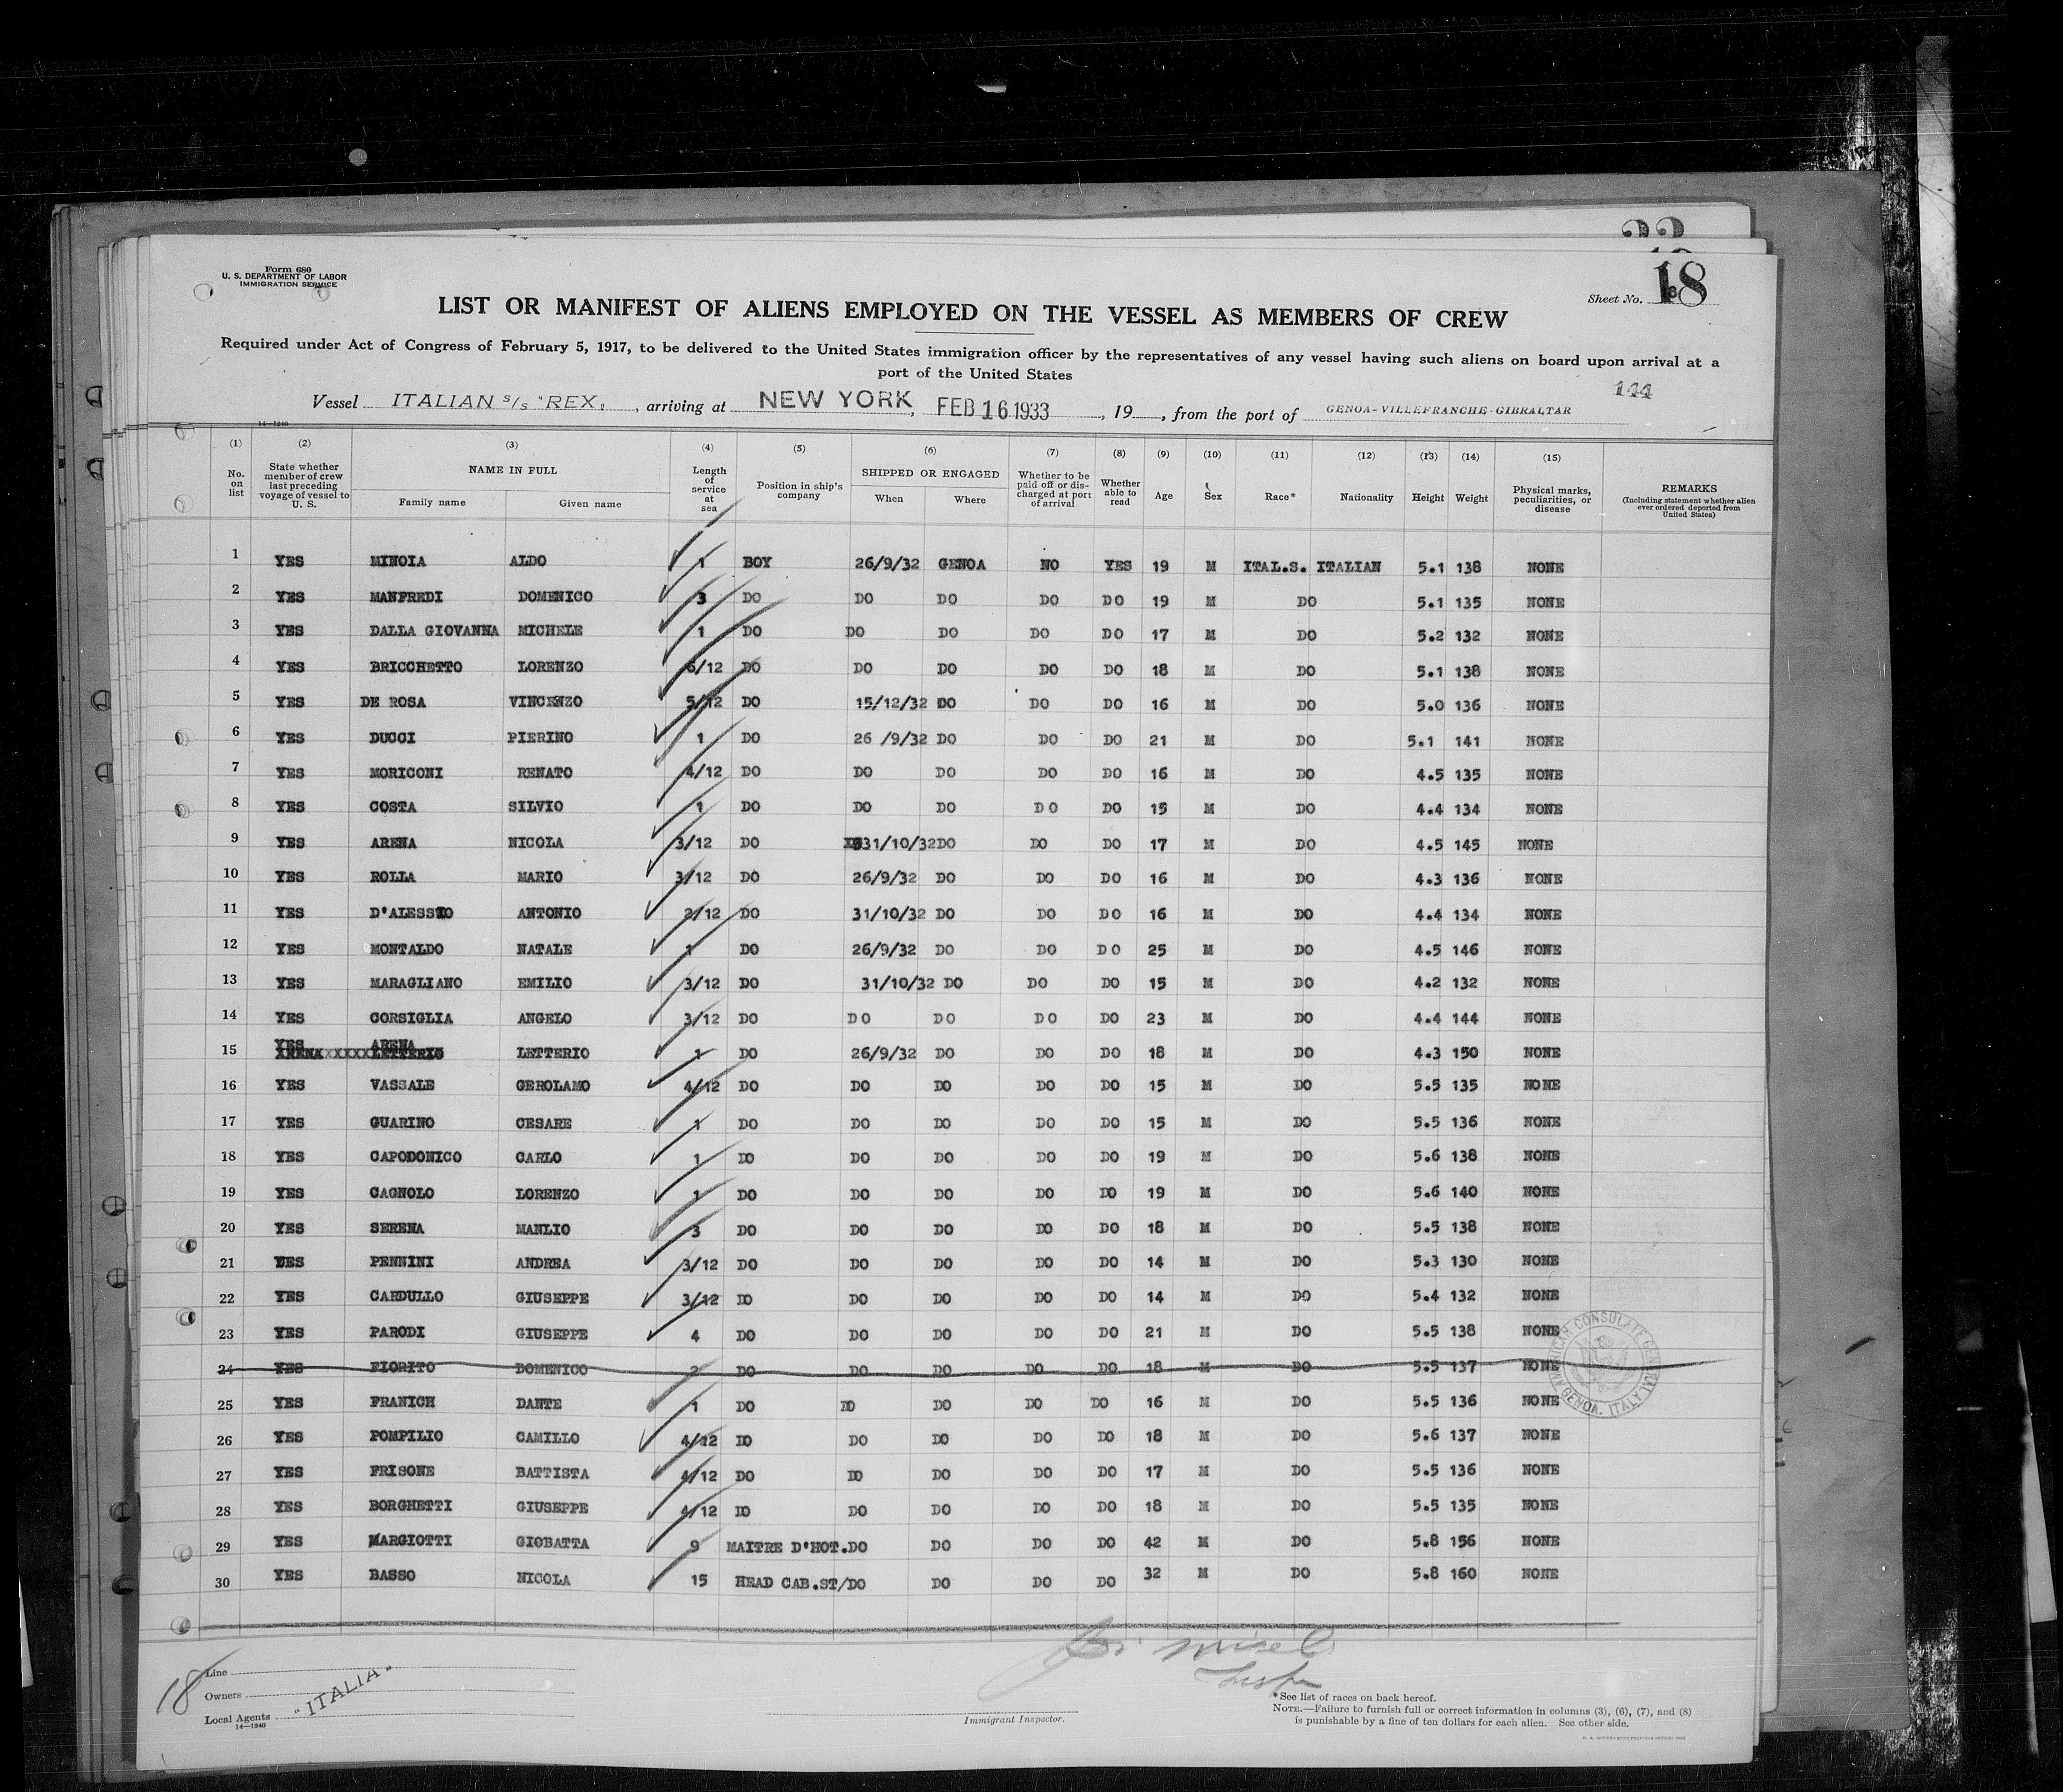 22
Form 680
U. S. DEPARTMENT OF LABOR
IMMIGRATION SERVICE
Sheet No. 18
LIST OR MANIFEST OF ALIENS EMPLOYED ON THE VESSEL AS MEMBERS OF CREW
Required under Act of Congress of February 5, 1917, to be delivered to the United States immigration officer by the representatives of any vessel having such aliens on board upon arrival at a
port of the United States
144
Vessel ITALIAN S/S "REX", arriving at NEW YORK, FEB 16 1933, 19, from the port of GENOA-VILLEFRANCHE-GIBRALTAR
14—1240
(1) (2) (3) (4) (5) (6) (7) (8) (9) (10) (11) (12) (13) (14) (15)
No. on list State whether member of crew last preceding voyage of vessel to U. S. NAME IN FULL Family name Given name Length of service at sea Position in ship's company SHIPPED OR ENGAGED When Where Whether to be paid off or discharged at port of arrival Whether able to read Age Sex Race* Nationality Height Weight Physical marks, peculiarities, or disease REMARKS (Including statement whether alien ever ordered deported from United States)
1 YES MINOIA ALDO 1 BOY 26/9/32 GENOA NO YES 19 M ITAL.S. ITALIAN 5.1 138 NONE
2 YES MANFREDI DOMENICO 3 DO DO DO DO DO 19 M DO 5.1 135 NONE
3 YES DALLA GIOVANNA MICHELE 1 DO DO DO DO DO 17 M DO 5.2 132 NONE
4 YES BRICCHETTO LORENZO 6/12 DO DO DO DO DO 18 M DO 5.1 138 NONE
5 YES DE ROSA VINCENZO 5/12 DO 15/12/32 DO DO DO 16 M DO 5.0 136 NONE
6 YES DUCCI PIERINO 1 DO 26 /9/32 DO DO DO 21 M DO 5.1 141 NONE
7 YES MORICONI RENATO 4/12 DO DO DO DO DO 16 M DO 4.5 135 NONE
8 YES COSTA SILVIO 1 DO DO DO DO DO 15 M DO 4.4 134 NONE
9 YES ARENA NICOLA 3/12 DO 31/10/32 DO DO DO 17 M DO 4.5 145 NONE
10 YES ROLLA MARIO 3/12 DO 26/9/32 DO DO DO 16 M DO 4.3 136 NONE
11 YES D'ALESSIO ANTONIO 2/12 DO 31/10/32 DO DO DO 16 M DO 4.4 134 NONE
12 YES MONTALDO NATALE 1 DO 26/9/32 DO DO DO 25 M DO 4.5 146 NONE
13 YES MARAGLIANO EMILIO 3/12 DO 31/10/32 DO DO DO 15 M DO 4.2 132 NONE
14 YES CORSIGLIA ANGELO 3/12 DO DO DO DO DO 23 M DO 4.4 144 NONE
15 YES ARENA LETTERIO 1 DO 26/9/32 DO DO DO 18 M DO 4.3 150 NONE
16 YES VASSALE GEROLAMO 4/12 DO DO DO DO DO 15 M DO 5.5 135 NONE
17 YES GUARINO CESARE 1 DO DO DO DO DO 15 M DO 5.5 136 NONE
18 YES CAPODONICO CARLO 1 DO DO DO DO DO 19 M DO 5.6 138 NONE
19 YES CAGNOLO LORENZO 1 DO DO DO DO DO 19 M DO 5.6 140 NONE
20 YES SERENA MANLIO 3 DO DO DO DO DO 18 M DO 5.5 138 NONE
21 YES PENNINI ANDREA 3/12 DO DO DO DO DO 14 M DO 5.3 130 NONE
22 YES CARDULLO GIUSEPPE 3/12 DO DO DO DO DO 14 M DO 5.4 132 NONE
23 YES PARODI GIUSEPPE 4 DO DO DO DO DO 21 M DO 5.5 138 NONE
24 YES FIORITO DOMENICO 2 DO DO DO DO DO 18 M DO 5.5 137 NONE
25 YES FRANICH DANTE 1 DO DO DO DO DO 16 M DO 5.5 136 NONE
26 YES POMPILIO CAMILLO 4/12 DO DO DO DO DO 18 M DO 5.6 137 NONE
27 YES FRISONE BATTISTA 4/12 DO DO DO DO DO 17 M DO 5.5 136 NONE
28 YES BORGHETTI GIUSEPPE 4/12 DO DO DO DO DO 18 M DO 5.5 135 NONE
29 YES MARGIOTTI GIOBATTA 9 MAITRE D'HOT. DO DO DO DO 42 M DO 5.8 156 NONE
30 YES BASSO NICOLA 15 HEAD CAB.ST/ DO DO DO DO 32 M DO 5.8 160 NONE
AMERICAN CONSULATE GENERAL GENOA, ITALY
18
Line
Owners "ITALIA"
Local Agents
14—1240
Immigrant Inspector.
*See list of races on back hereof.
NOTE.—Failure to furnish full or correct information in columns (3), (6), (7), and (8)
is punishable by a fine of ten dollars for each alien. See other side.